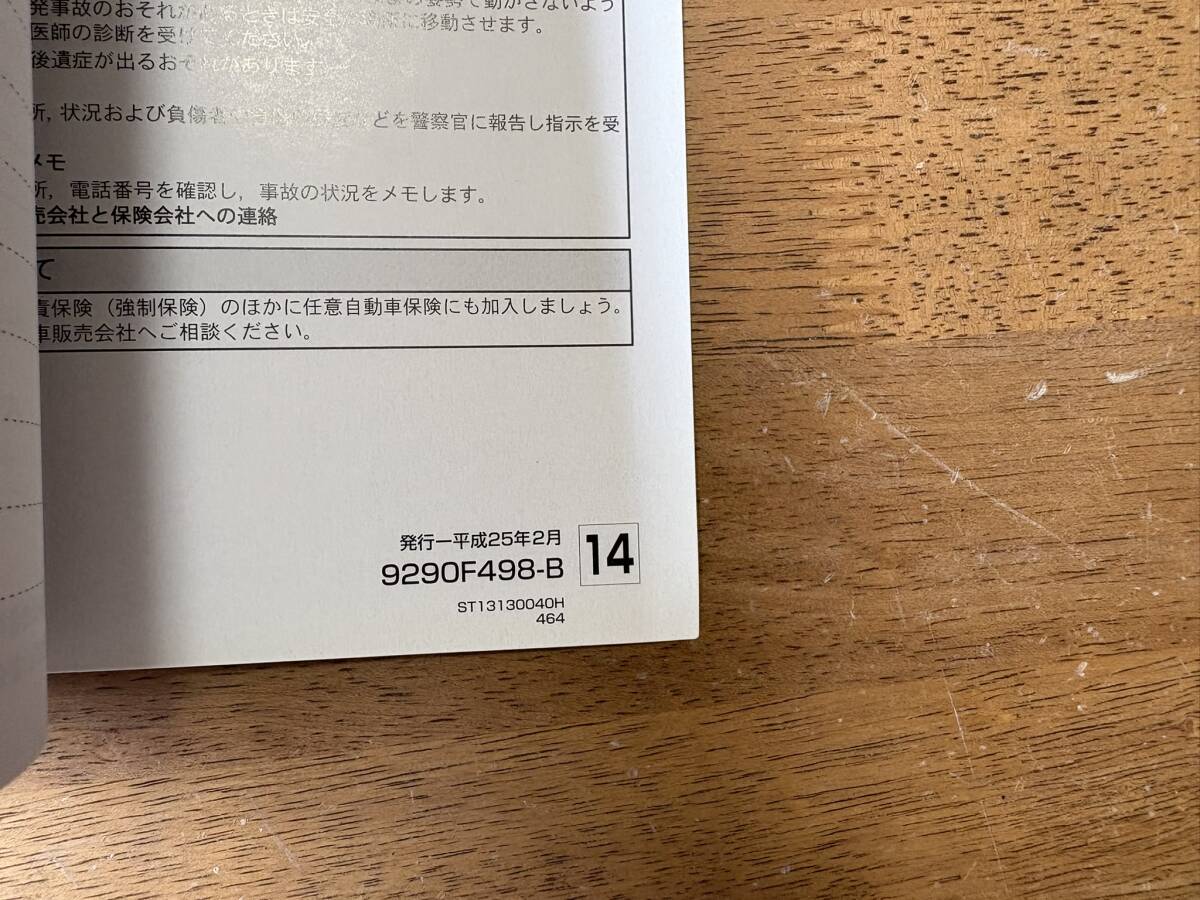 発事故のおそれがあるときは安全な場所に移動させます。
医師の診断を受けてください。
後遺症が出るおそれがあります
所,状況および負傷者や どを警察官に報告し指示を受
メモ
所，電話番号を確認し，事故の状況をメモします。
売会社と保険会社への連絡
て
責保険（強制保険）のほかに任意自動車保険にも加入しましょう。
車販売会社へご相談ください。
発行ー平成25年2月
9290F498-B
14
ST13130040H
464